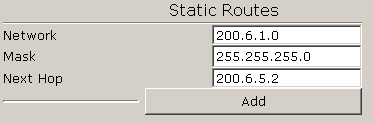 Static Routes
Network 200.6.1.0
Mask 255.255.255.0
Next Hop 200.6.5.2
Add